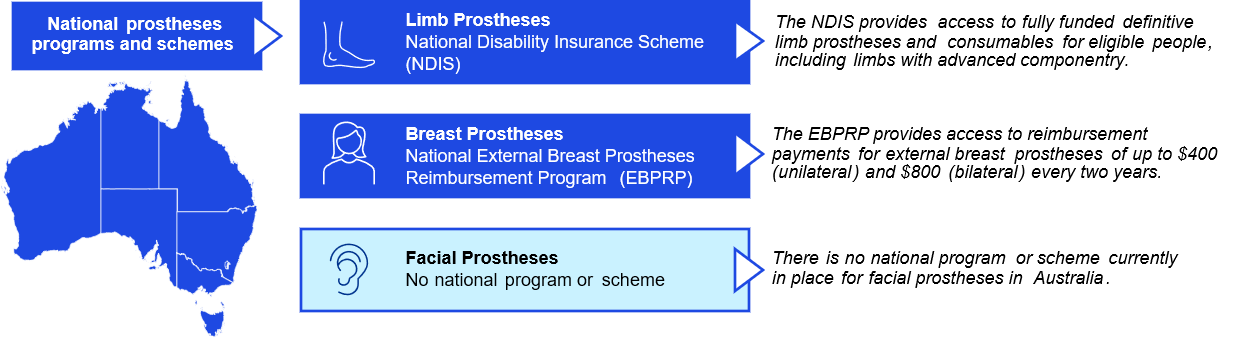 National prostheses
programs and schemes
Limb Prostheses
National Disability Insurance Scheme
(NDIS)
The NDIS provides access to fully funded definitive
limb prostheses and consumables for eligible people,
including limbs with advanced componentry.
Breast Prostheses
National External Breast Prostheses
Reimbursement Program (EBPRP)
The EBPRP provides access to reimbursement
payments for external breast prostheses of up to $400
(unilateral) and $800 (bilateral) every two years.
Facial Prostheses
No national program or scheme
There is no national program or scheme currently
in place for facial prostheses in Australia.